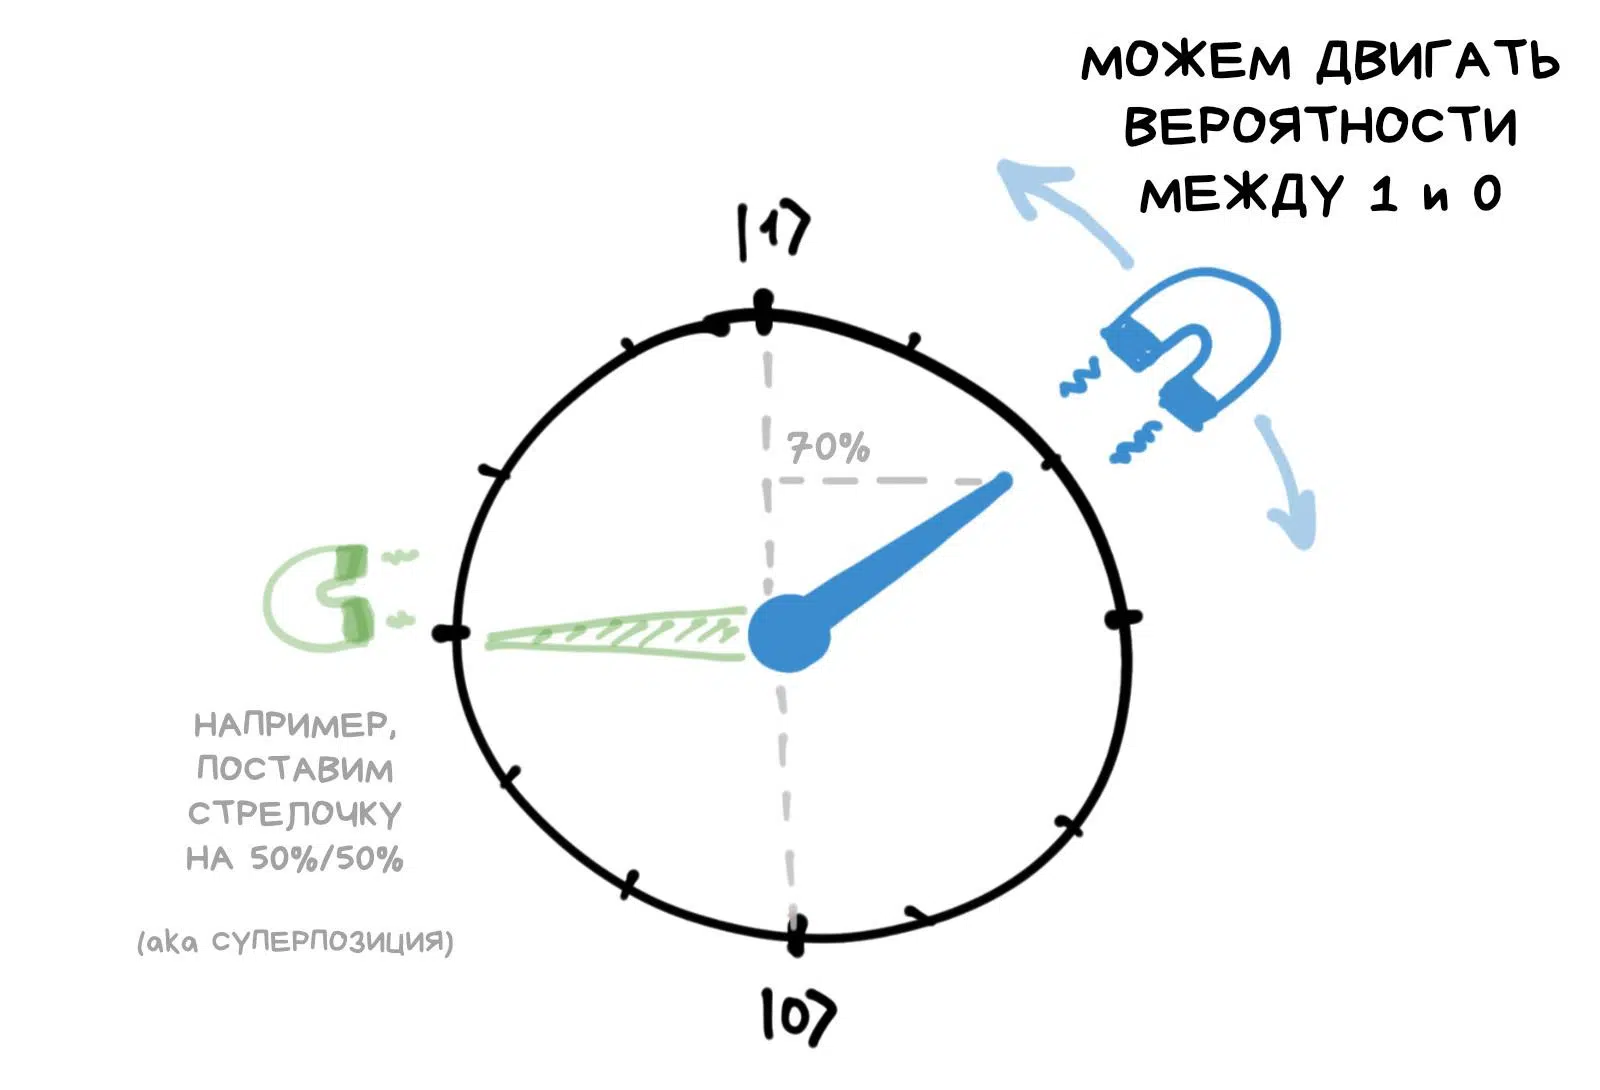 МОЖЕМ ДВИГАТЬ
ВЕРОЯТНОСТИ
МЕЖДУ 1 и 0
|1⟩
70%
НАПРИМЕР,
ПОСТАВИМ
СТРЕЛОЧКУ
НА 50%/50%
(aka СУПЕРПОЗИЦИЯ)
|0⟩